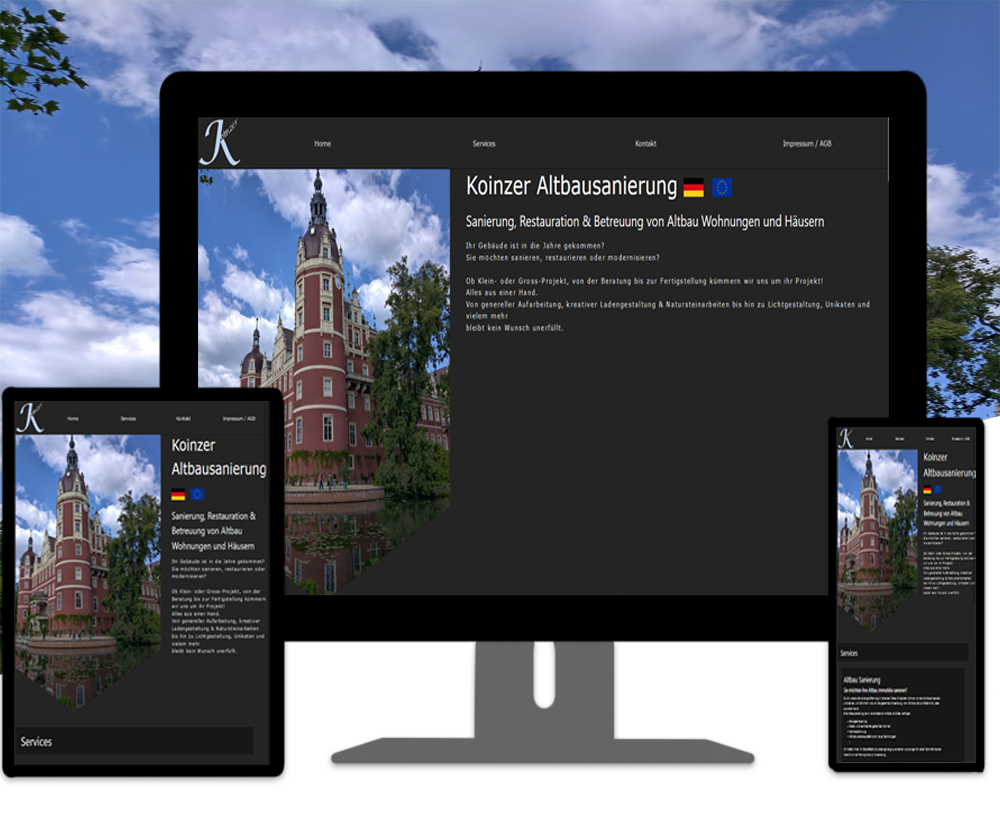 Home
Services
Kontakt
Impressum / AGB
Koinzer Altbausanierung
Sanierung, Restauration & Betreuung von Altbau Wohnungen und Häusern
Ihr Gebäude ist in die Jahre gekommen?
Sie möchten sanieren, restaurieren oder modernisieren?
Ob Klein- oder Gross-Projekt, von der Beratung bis zur Fertigstellung kümmern wir uns um ihr Projekt!
Alles aus einer Hand.
Von genereller Aufarbeitung, kreativer Ladengestaltung & Natursteinarbeiten bis hin zu Lichtgestaltung, Unikaten und
vielem mehr
bleibt kein Wunsch unerfüllt.
Home
Services
Kontakt
Impressum / AGB
Koinzer
Altbausanierung
Sanierung, Restauration &
Betreuung von Altbau
Wohnungen und Häusern
Ihr Gebäude ist in die Jahre gekommen?
Sie möchten sanieren, restaurieren oder
modernisieren?
Ob Klein- oder Gross-Projekt, von der
Beratung bis zur Fertigstellung kümmern
wir uns um ihr Projekt!
Alles aus einer Hand.
Von genereller Aufarbeitung, kreativer
Ladengestaltung & Natursteinarbeiten
bis hin zu Lichtgestaltung, Unikaten und
vielem mehr
bleibt kein Wunsch unerfüllt.
Services
Koinzer
Altbausanierung
Sanierung, Restauration &
Betreuung von Altbau
Wohnungen und Häusern
Services
Altbau Sanierung
Sie möchten ihre Altbau Immobilie sanieren?